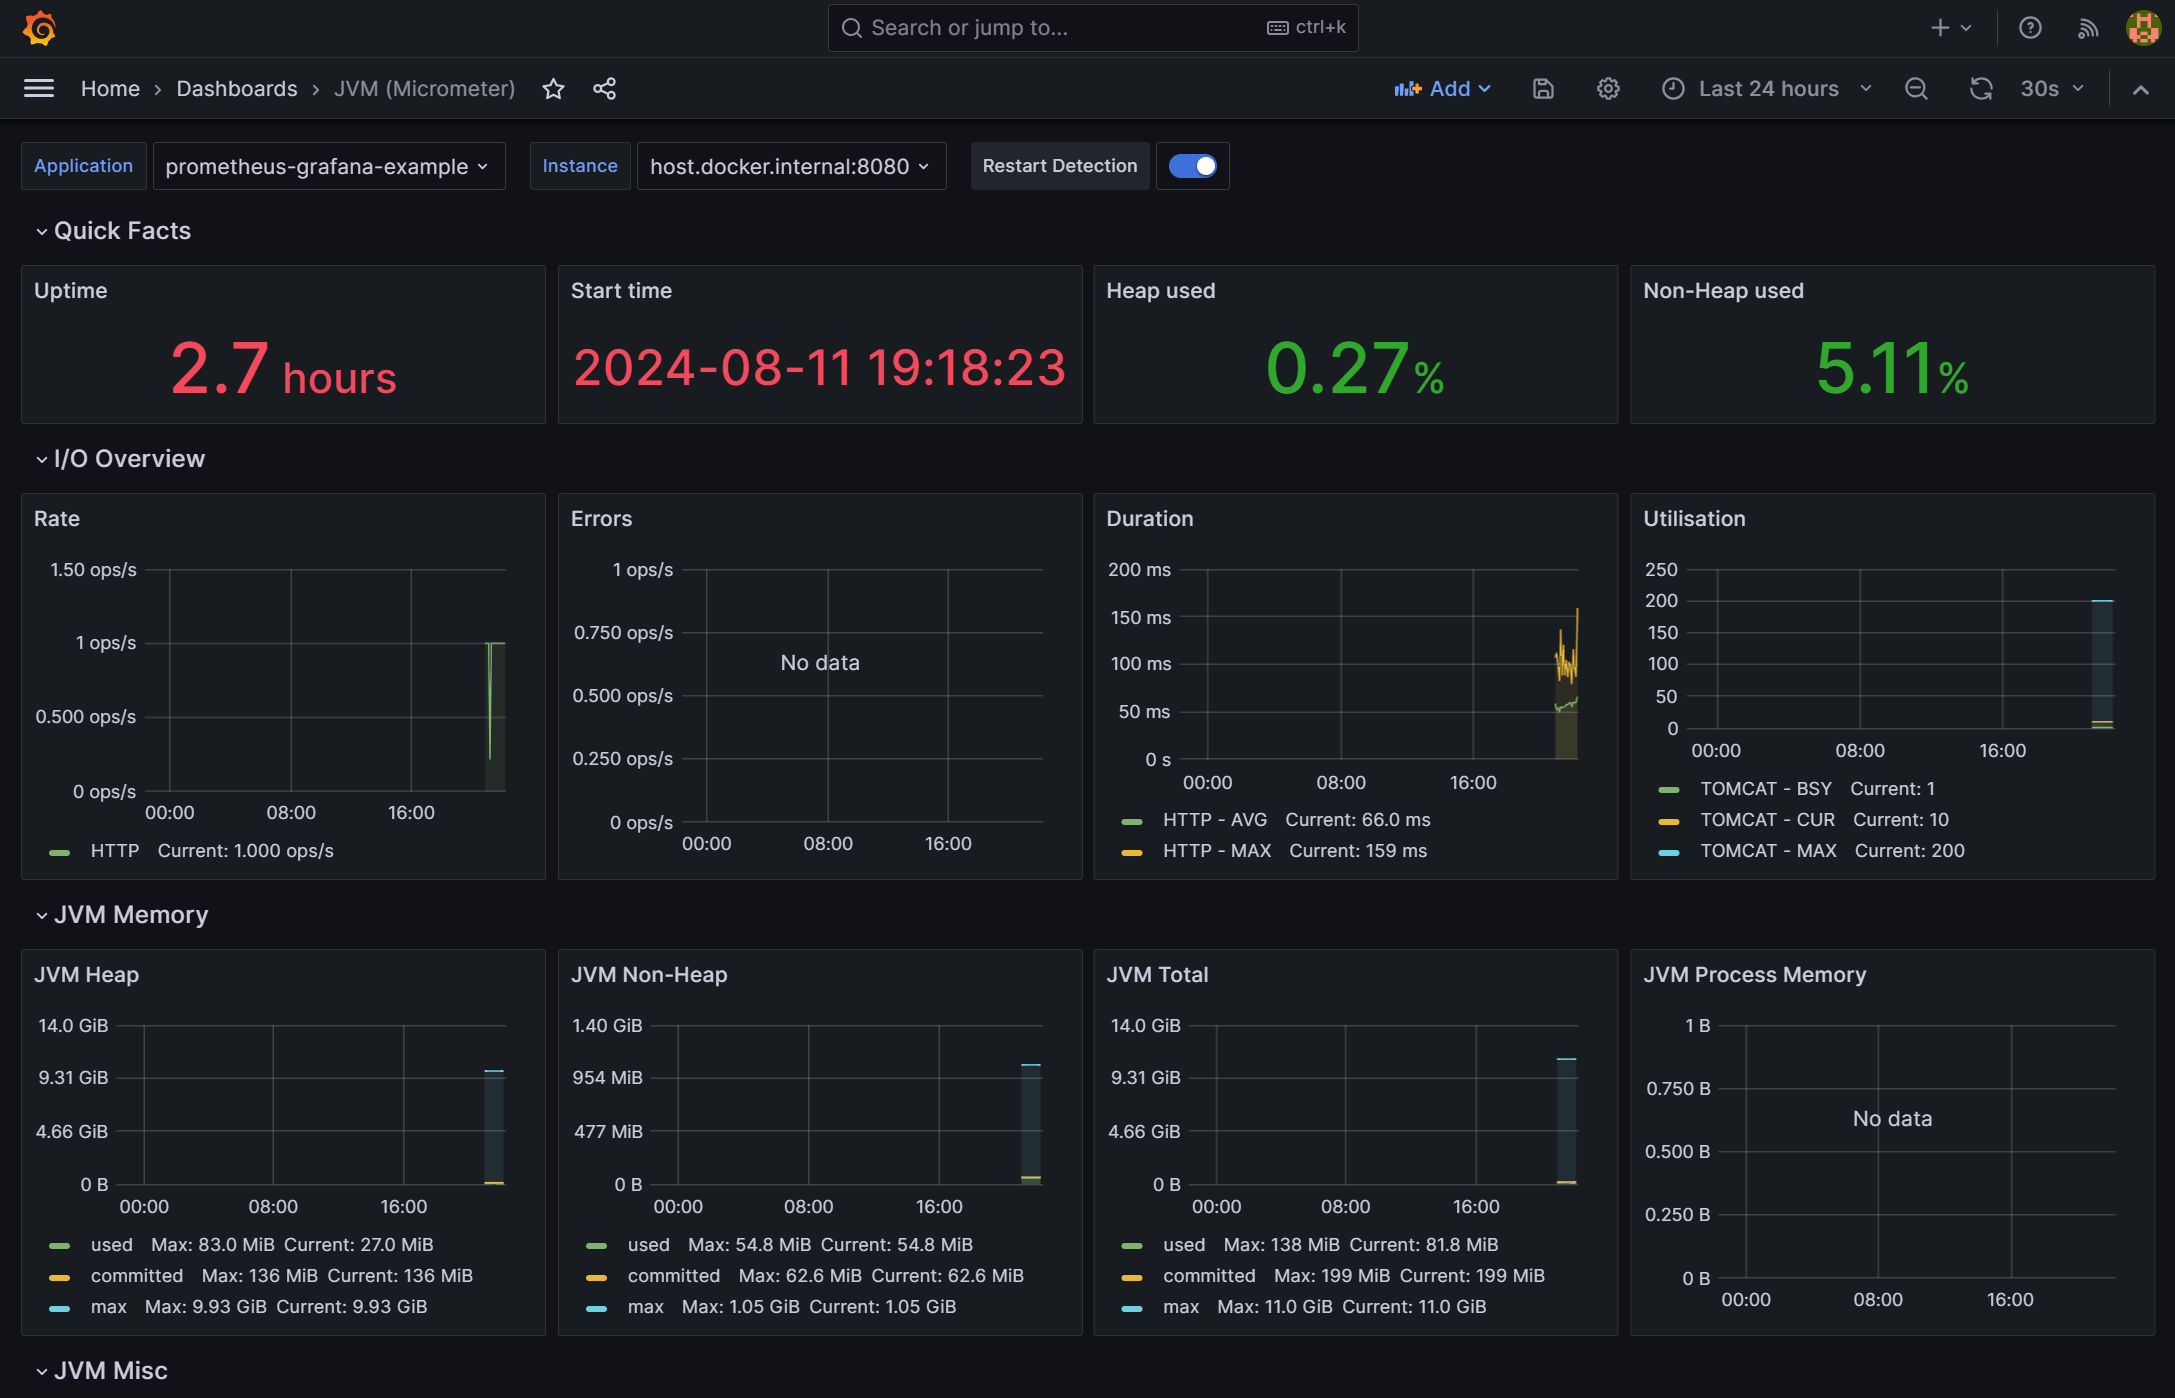 Search or jump to...
ctrl+k
Home › Dashboards › JVM (Micrometer)
Add
Last 24 hours
30s
Application
prometheus-grafana-example
Instance
host.docker.internal:8080
Restart Detection
Quick Facts
Uptime
2.7 hours
Start time
2024-08-11 19:18:23
Heap used
0.27%
Non-Heap used
5.11%
I/O Overview
Rate
1.50 ops/s
1 ops/s
0.500 ops/s
0 ops/s
00:00 08:00 16:00
HTTP Current: 1.000 ops/s
Errors
1 ops/s
0.750 ops/s
No data
0.500 ops/s
0.250 ops/s
0 ops/s
00:00 08:00 16:00
Duration
200 ms
150 ms
100 ms
50 ms
0 s
00:00 08:00 16:00
HTTP - AVG Current: 66.0 ms
HTTP - MAX Current: 159 ms
Utilisation
250
200
150
100
50
0
00:00 08:00 16:00
TOMCAT - BSY Current: 1
TOMCAT - CUR Current: 10
TOMCAT - MAX Current: 200
JVM Memory
JVM Heap
14.0 GiB
9.31 GiB
4.66 GiB
0 B
00:00 08:00 16:00
used Max: 83.0 MiB Current: 27.0 MiB
committed Max: 136 MiB Current: 136 MiB
max Max: 9.93 GiB Current: 9.93 GiB
JVM Non-Heap
1.40 GiB
954 MiB
477 MiB
0 B
00:00 08:00 16:00
used Max: 54.8 MiB Current: 54.8 MiB
committed Max: 62.6 MiB Current: 62.6 MiB
max Max: 1.05 GiB Current: 1.05 GiB
JVM Total
14.0 GiB
9.31 GiB
4.66 GiB
0 B
00:00 08:00 16:00
used Max: 138 MiB Current: 81.8 MiB
committed Max: 199 MiB Current: 199 MiB
max Max: 11.0 GiB Current: 11.0 GiB
JVM Process Memory
1 B
0.750 B
No data
0.500 B
0.250 B
0 B
00:00 08:00 16:00
JVM Misc